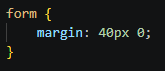 form {
    margin: 40px 0;
}